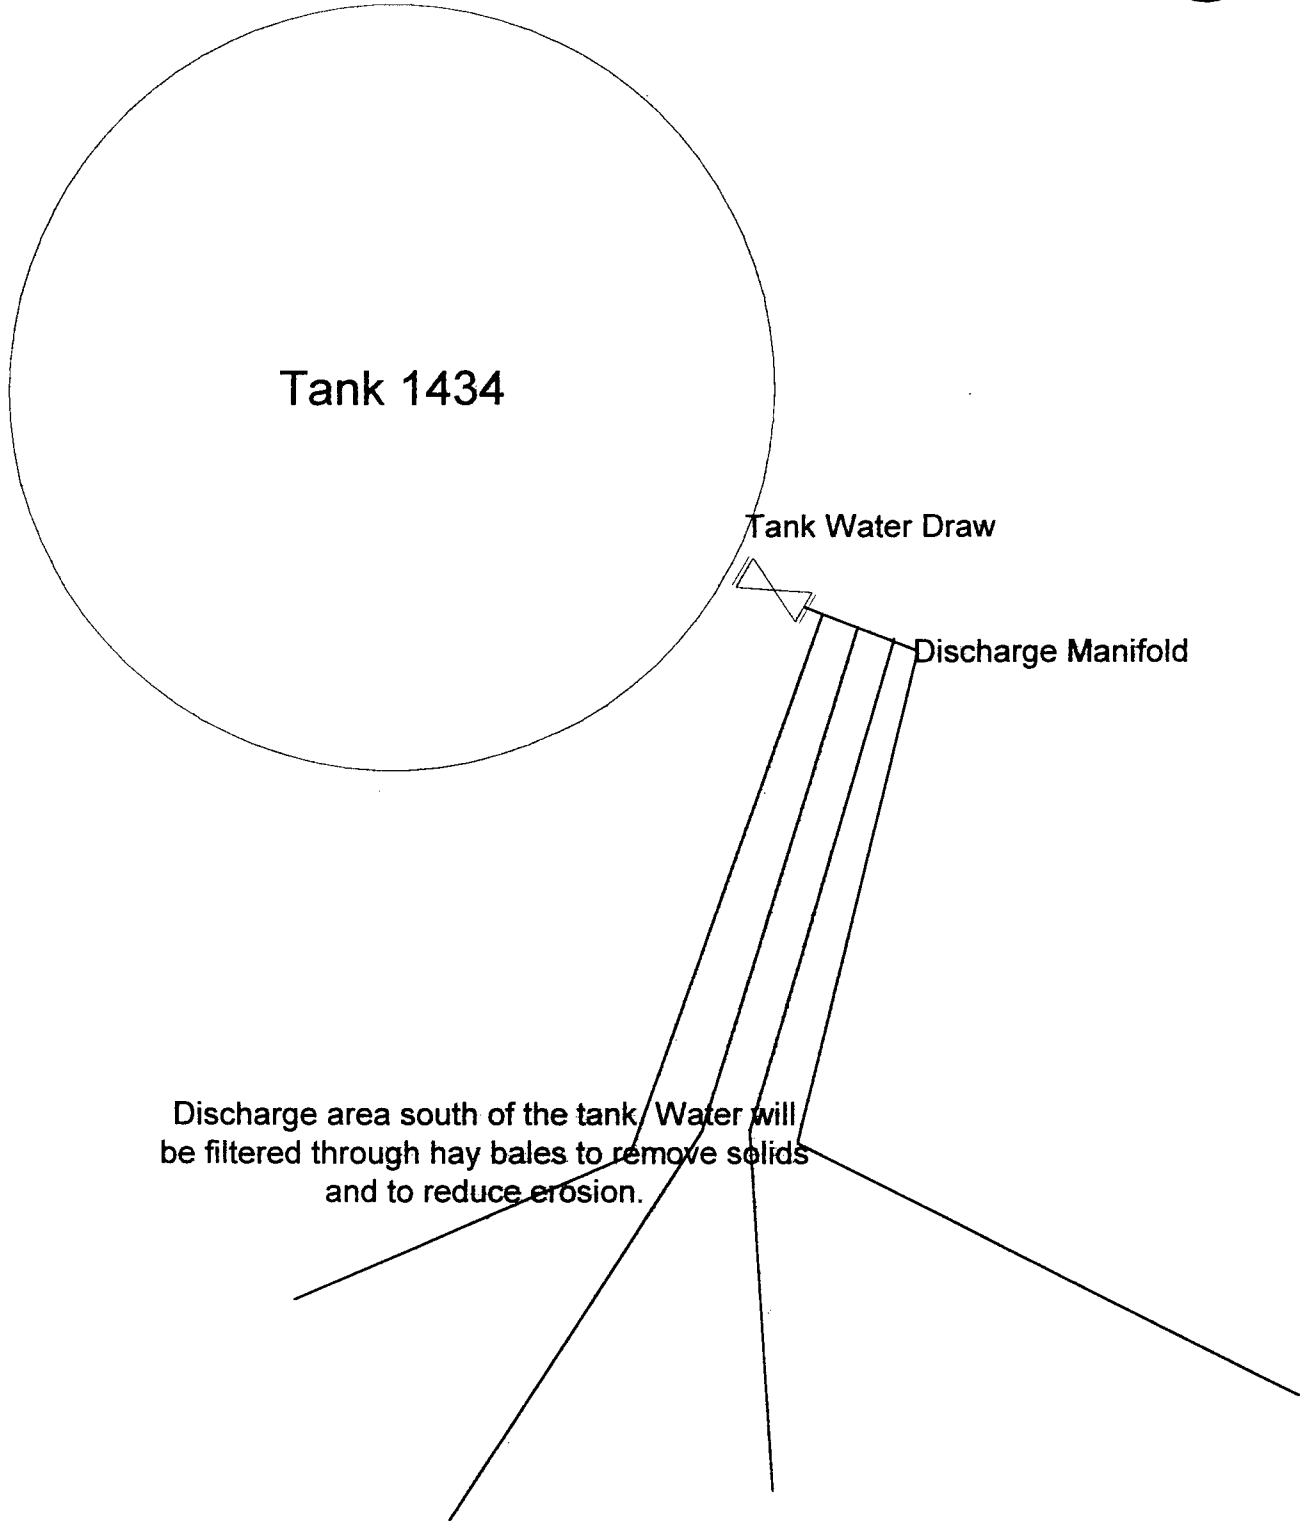 Tank 1434
Tank Water Draw
Discharge Manifold
Discharge area south of the tank. Water will
be filtered through hay bales to remove solids
and to reduce erosion.